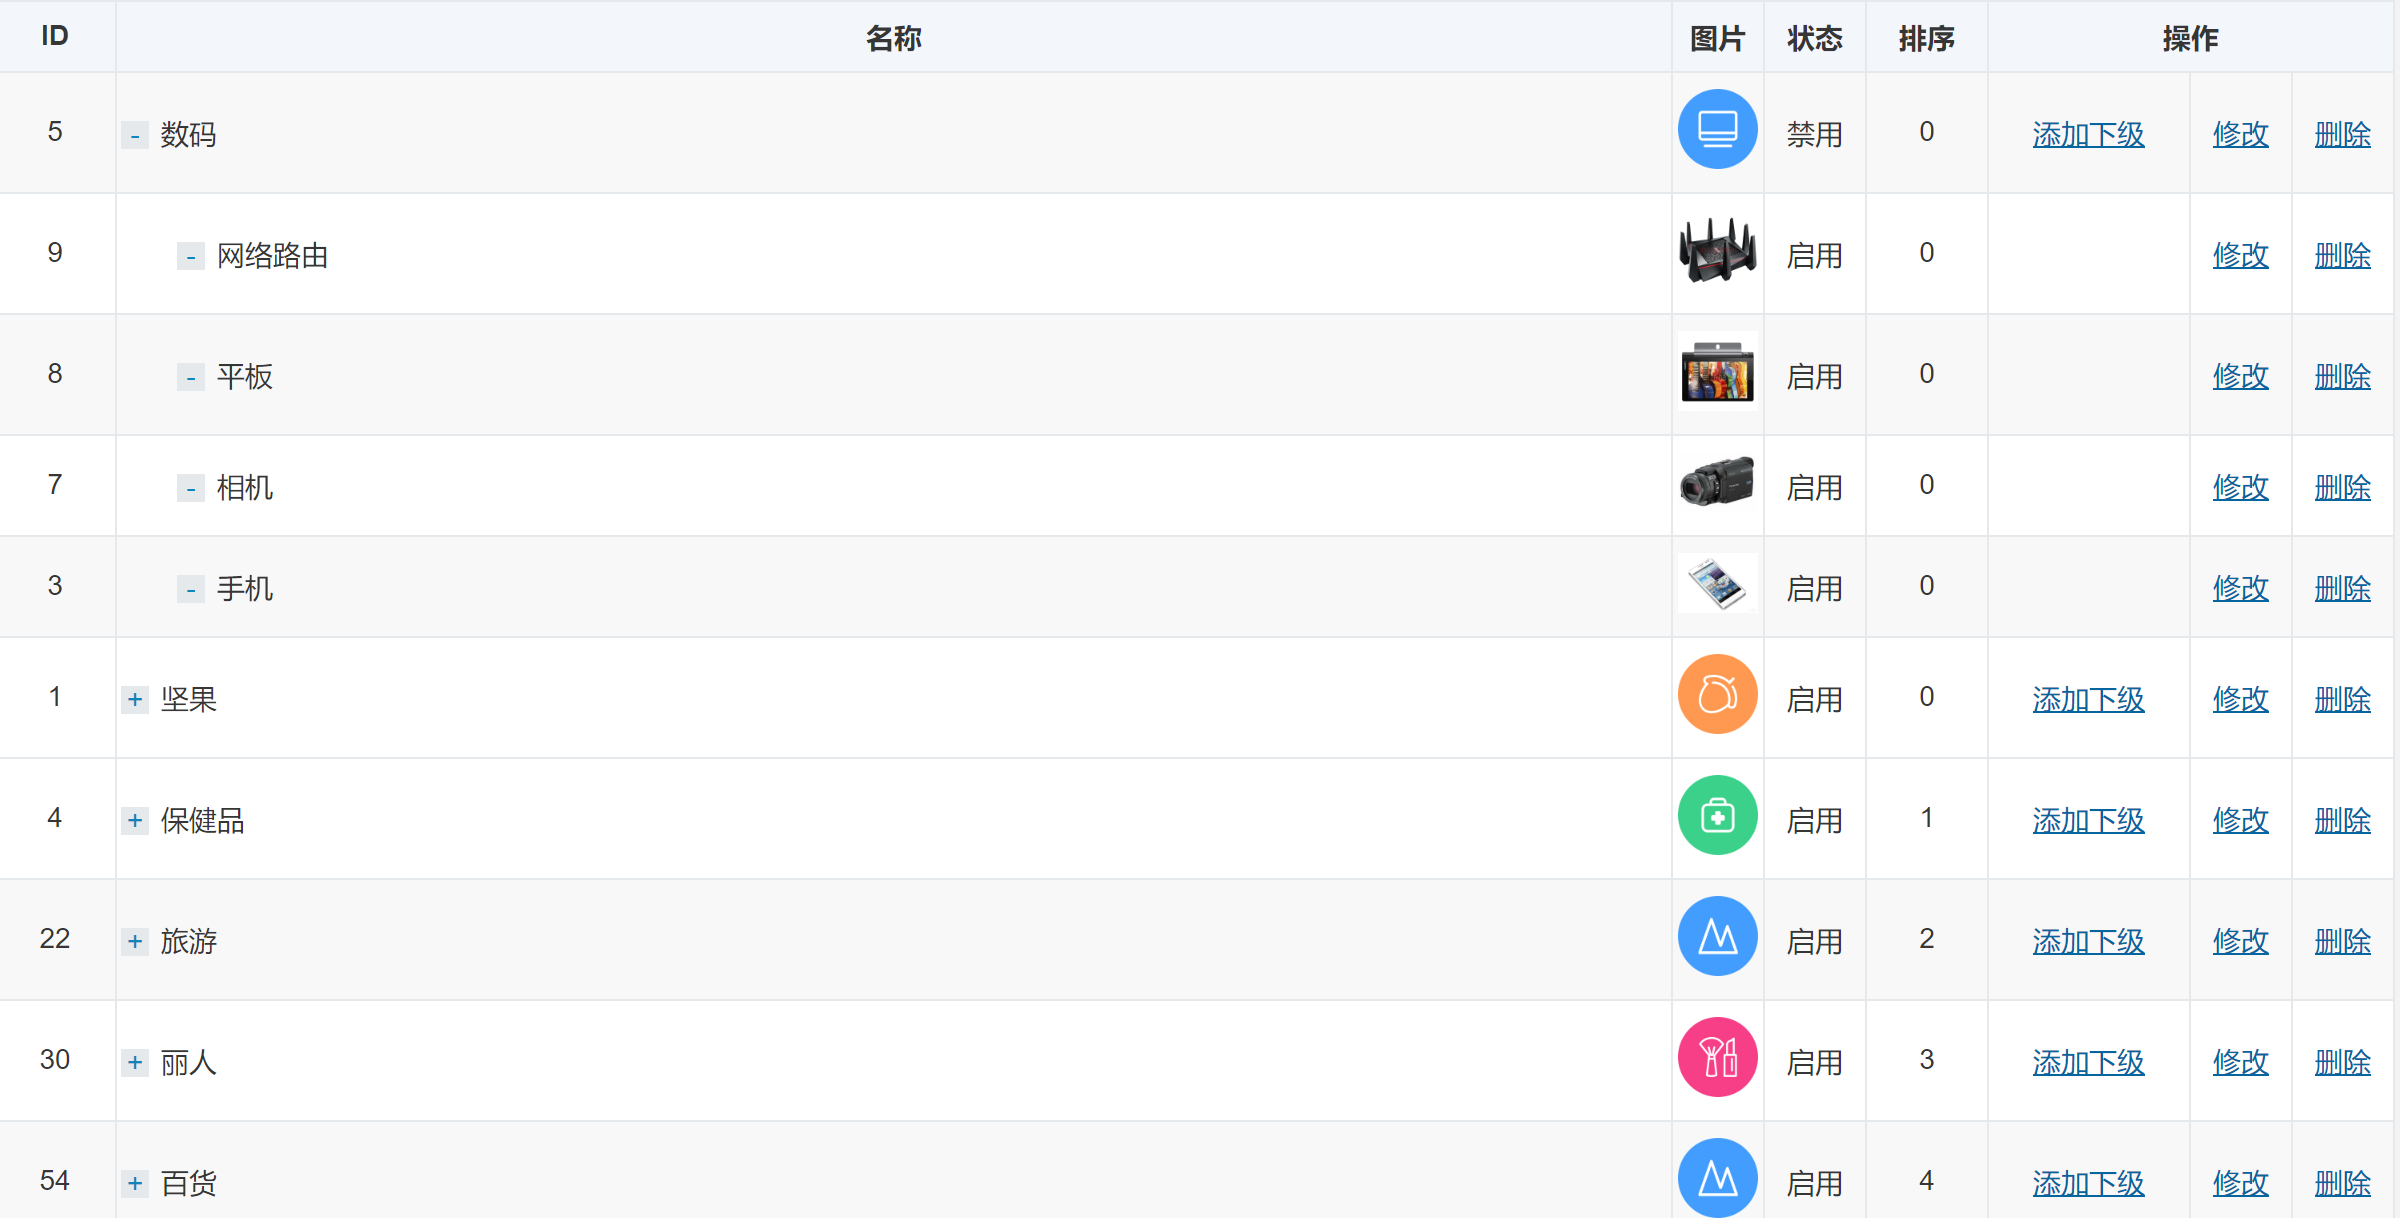 ID 名称 图片 状态 排序 操作
5 - 数码 禁用 0 添加下级 修改 删除
9 - 网络路由 启用 0 修改 删除
8 - 平板 启用 0 修改 删除
7 - 相机 启用 0 修改 删除
3 - 手机 启用 0 修改 删除
1 + 坚果 启用 0 添加下级 修改 删除
4 + 保健品 启用 1 添加下级 修改 删除
22 + 旅游 启用 2 添加下级 修改 删除
30 + 丽人 启用 3 添加下级 修改 删除
54 + 百货 启用 4 添加下级 修改 删除